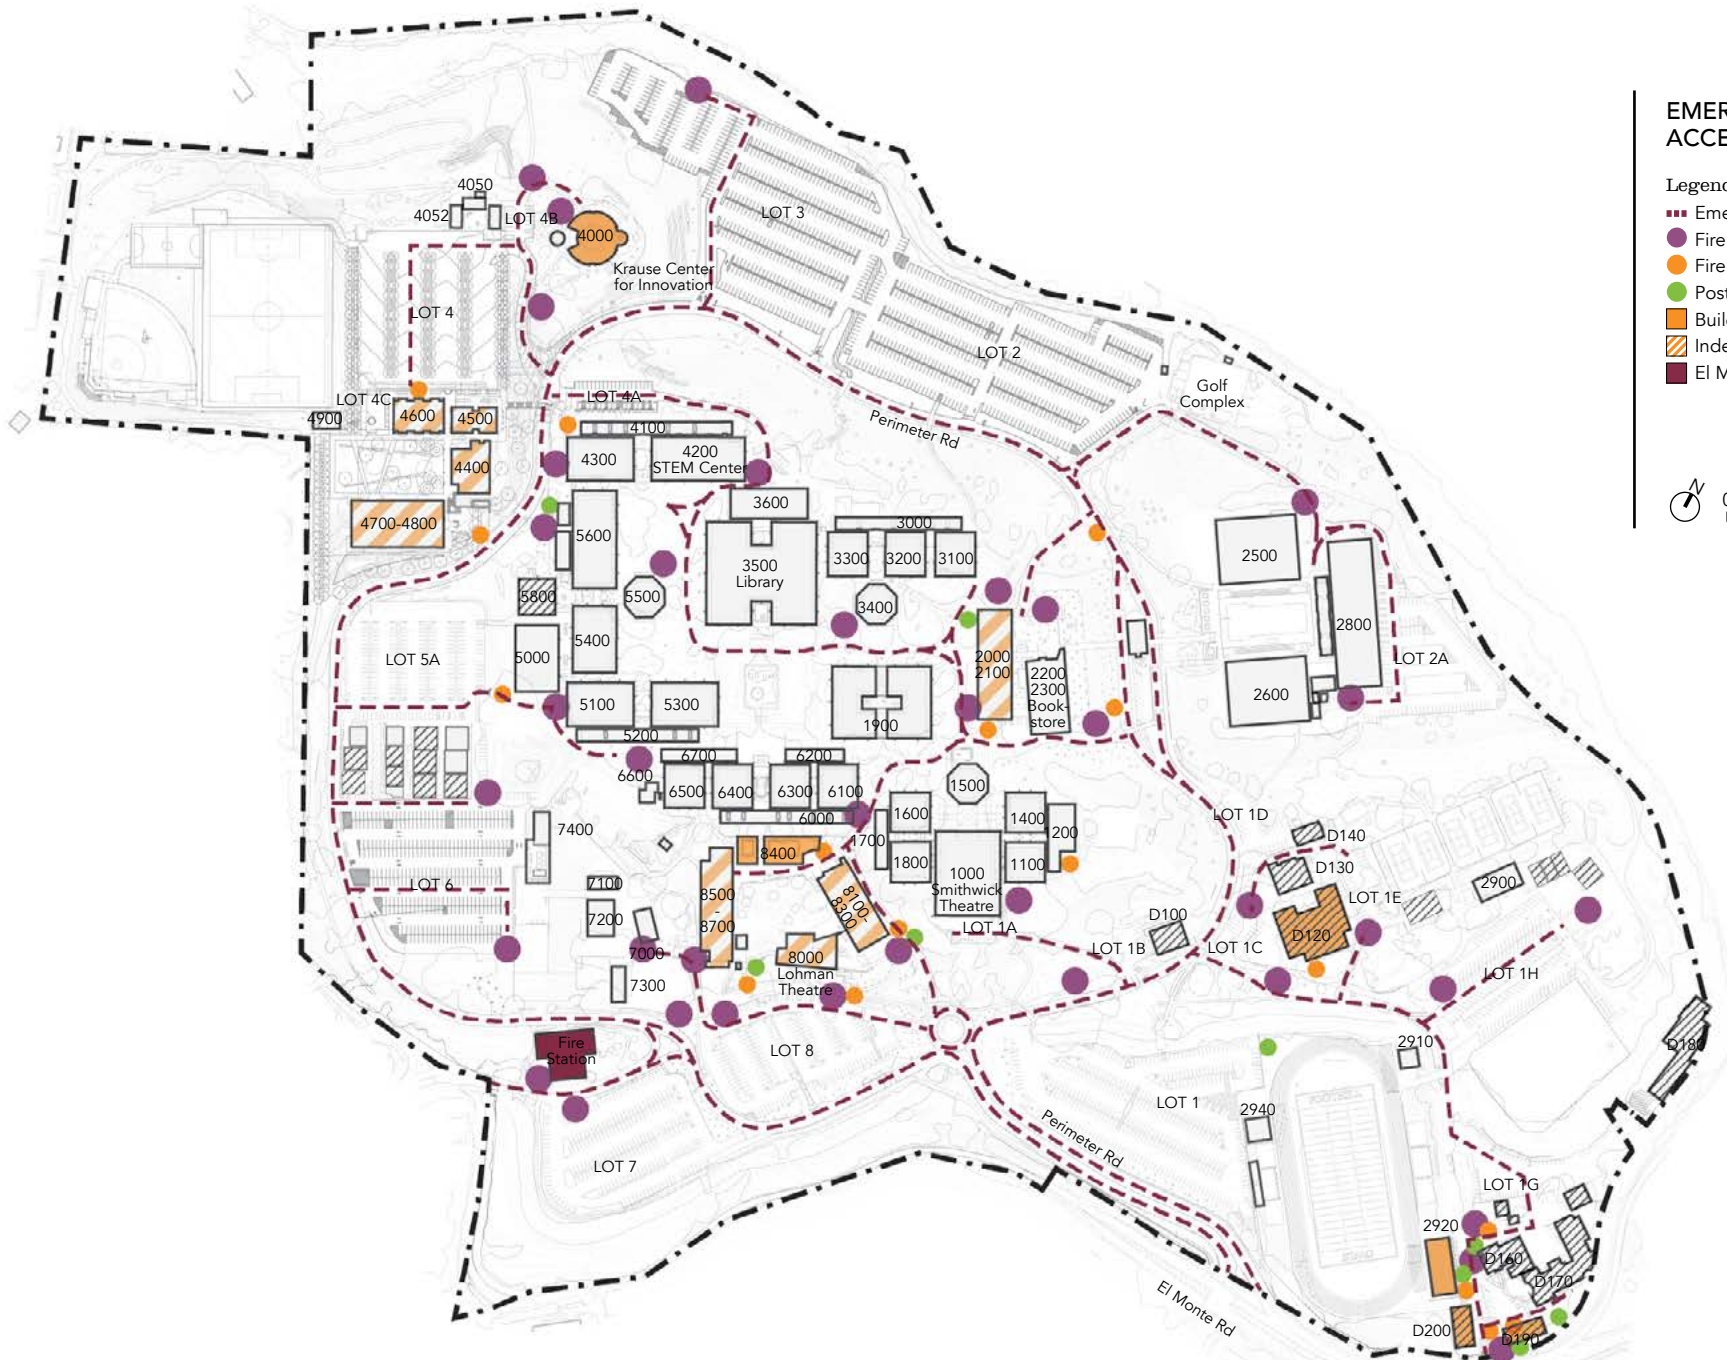 EMER
ACCE
Legend
Eme
Fire
Fire
Post
Buil
Inde
El M
N
4050
4052
LOT 4B
4000
Krause Center
for Innovation
LOT 3
LOT 4
LOT 2
Golf
Complex
LOT 4C
4900
4600
4500
LOT 4A
4100
Perimeter Rd
4400
4300
4200
STEM Center
4700-4800
3600
3000
5600
3500
Library
3300
3200
3100
2500
5800
5500
3400
2800
5400
5000
LOT 5A
2000
2100
2200
2300
Book-
store
LOT 2A
2600
5100
5300
1900
5200
6700
6200
6600
6500
6400
6300
6100
1500
6000
1600
1400
1200
LOT 1D
7400
1700
D140
8400
1800
1100
D130
1000
Smithwick
Theatre
7100
LOT 6
8500
-
8700
8100-
8300
2900
LOT 1E
7200
D100
LOT 1A
D120
7000
8000
Lohman
Theatre
LOT 1B
LOT 1C
LOT 1H
7300
Fire
Station
LOT 8
2910
D180
LOT 1
2940
Perimeter Rd
LOT 7
LOT 1G
2920
D160
D170
El Monte Rd
D200
D190